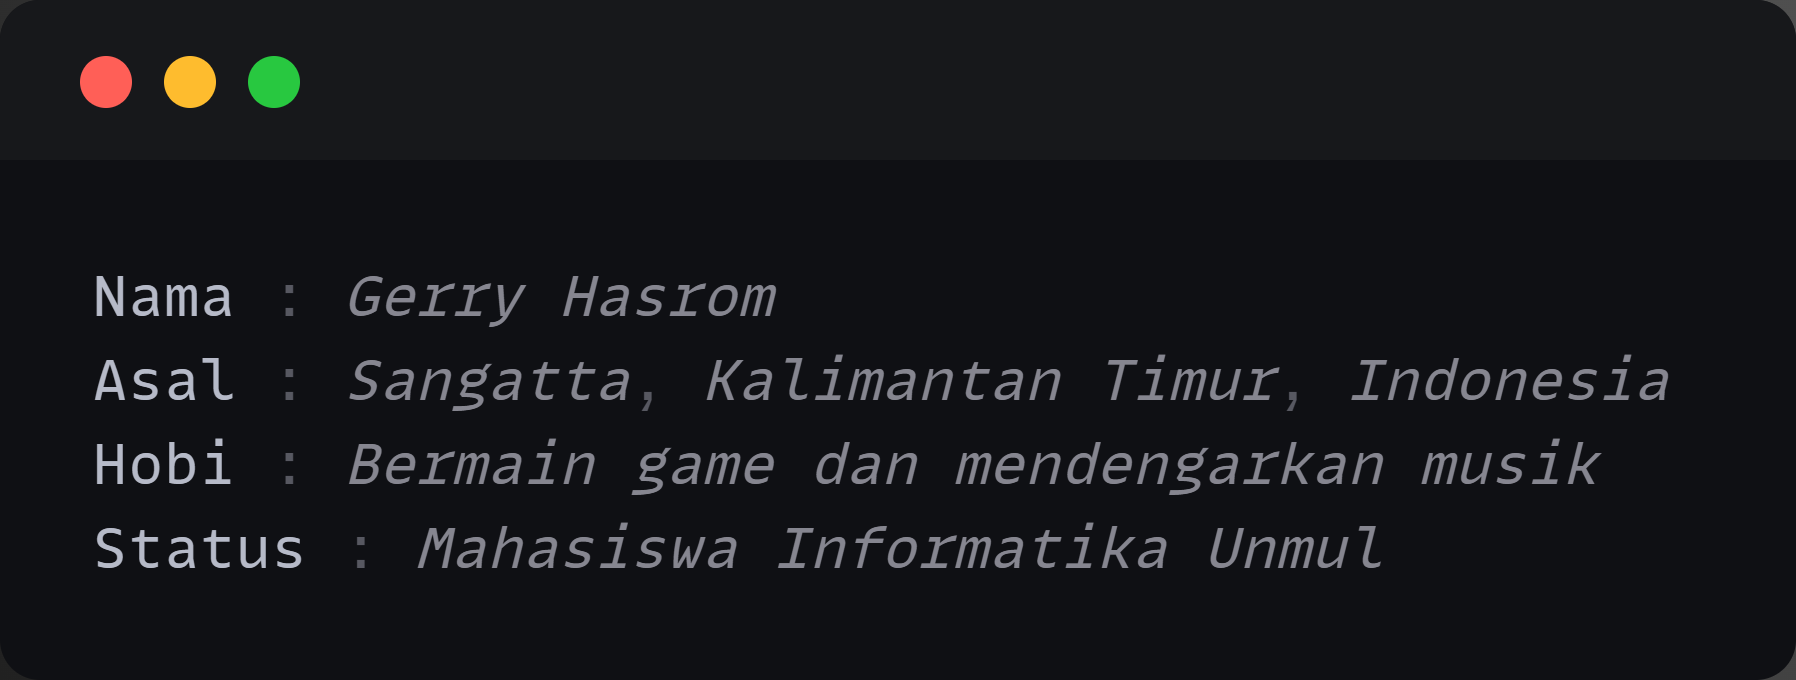 Nama : Gerry Hasrom
Asal : Sangatta, Kalimantan Timur, Indonesia
Hobi : Bermain game dan mendengarkan musik
Status : Mahasiswa Informatika Unmul